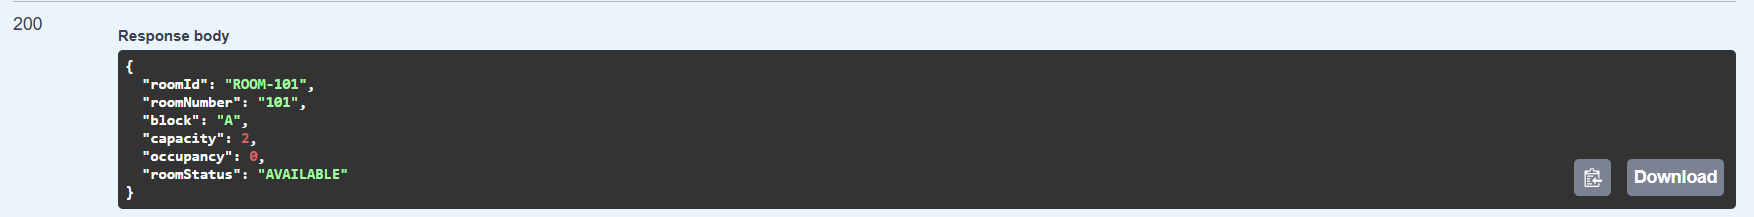 200
Response body
{
  "roomId": "ROOM-101",
  "roomNumber": "101",
  "block": "A",
  "capacity": 2,
  "occupancy": 0,
  "roomStatus": "AVAILABLE"
}
Download